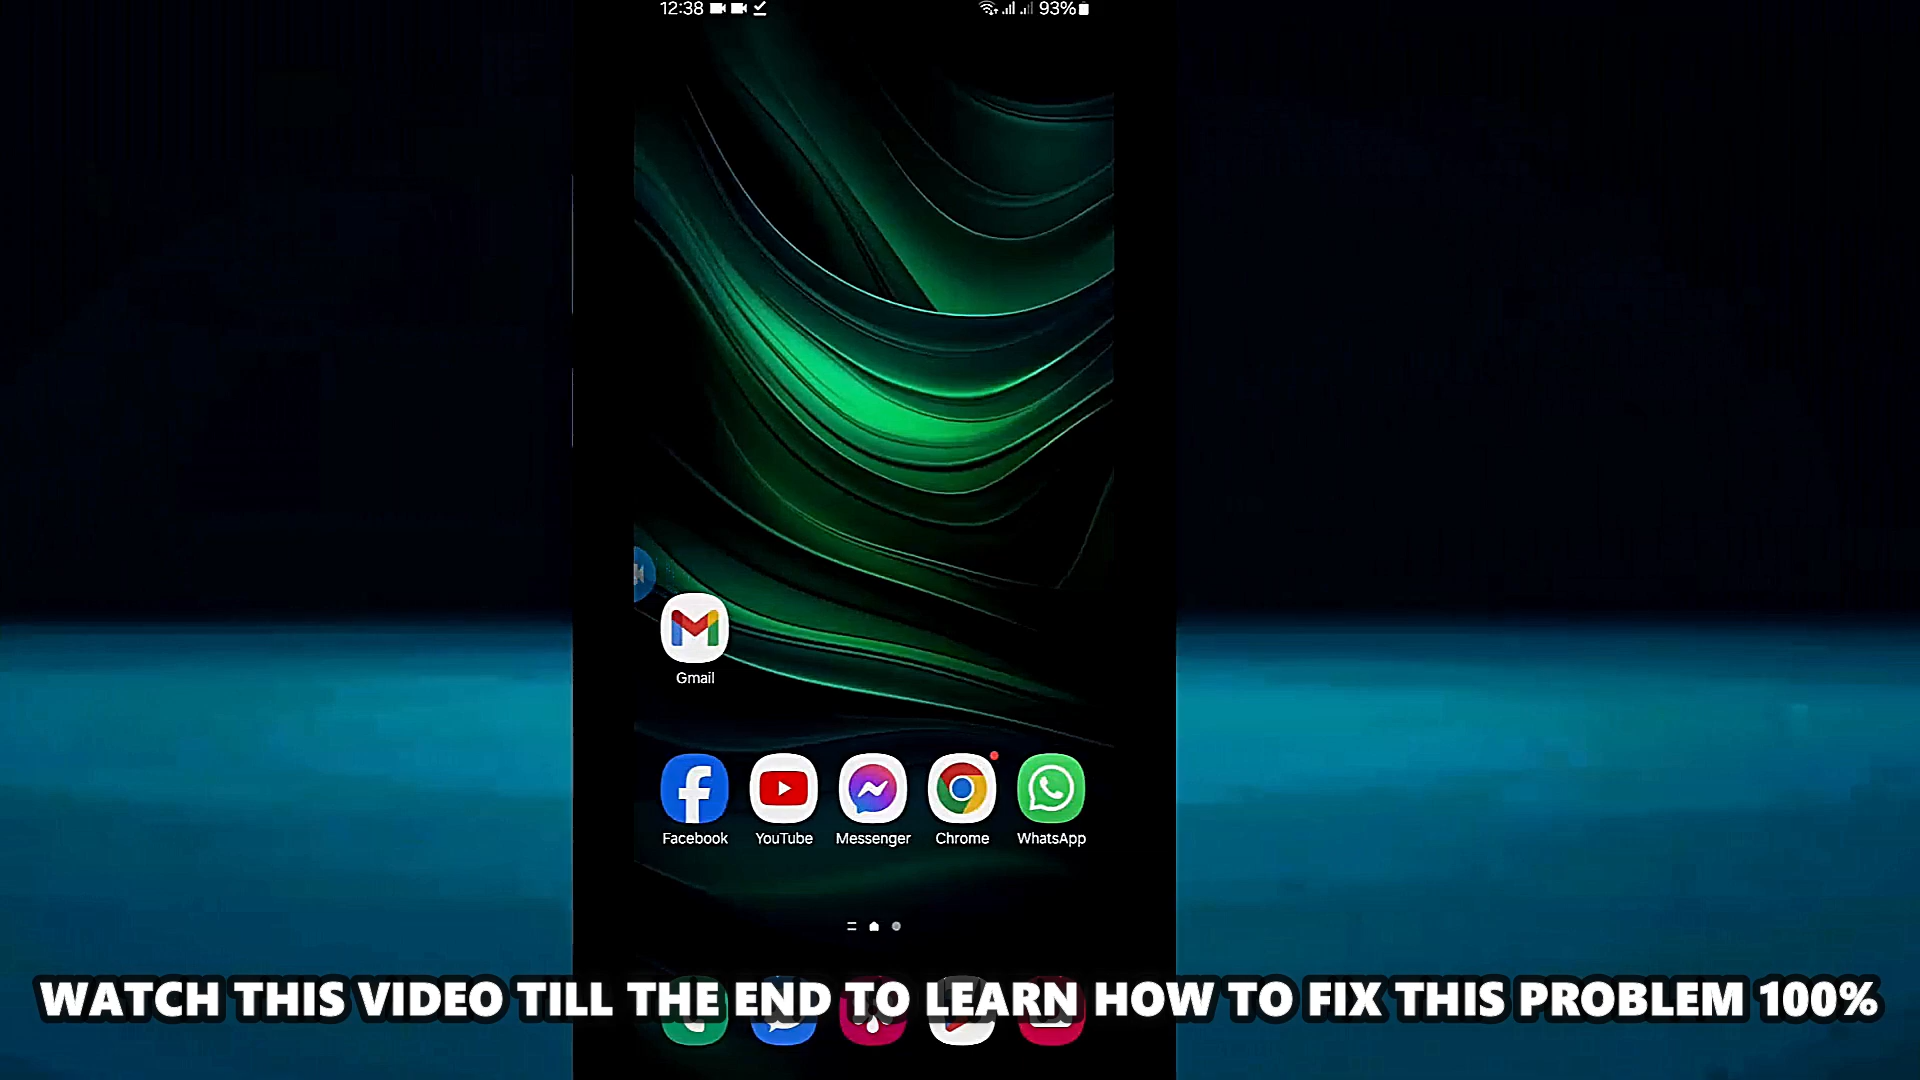 12:38 93%
Gmail
Facebook YouTube Messenger Chrome WhatsApp
WATCH THIS VIDEO TILL THE END TO LEARN HOW TO FIX THIS PROBLEM 100%